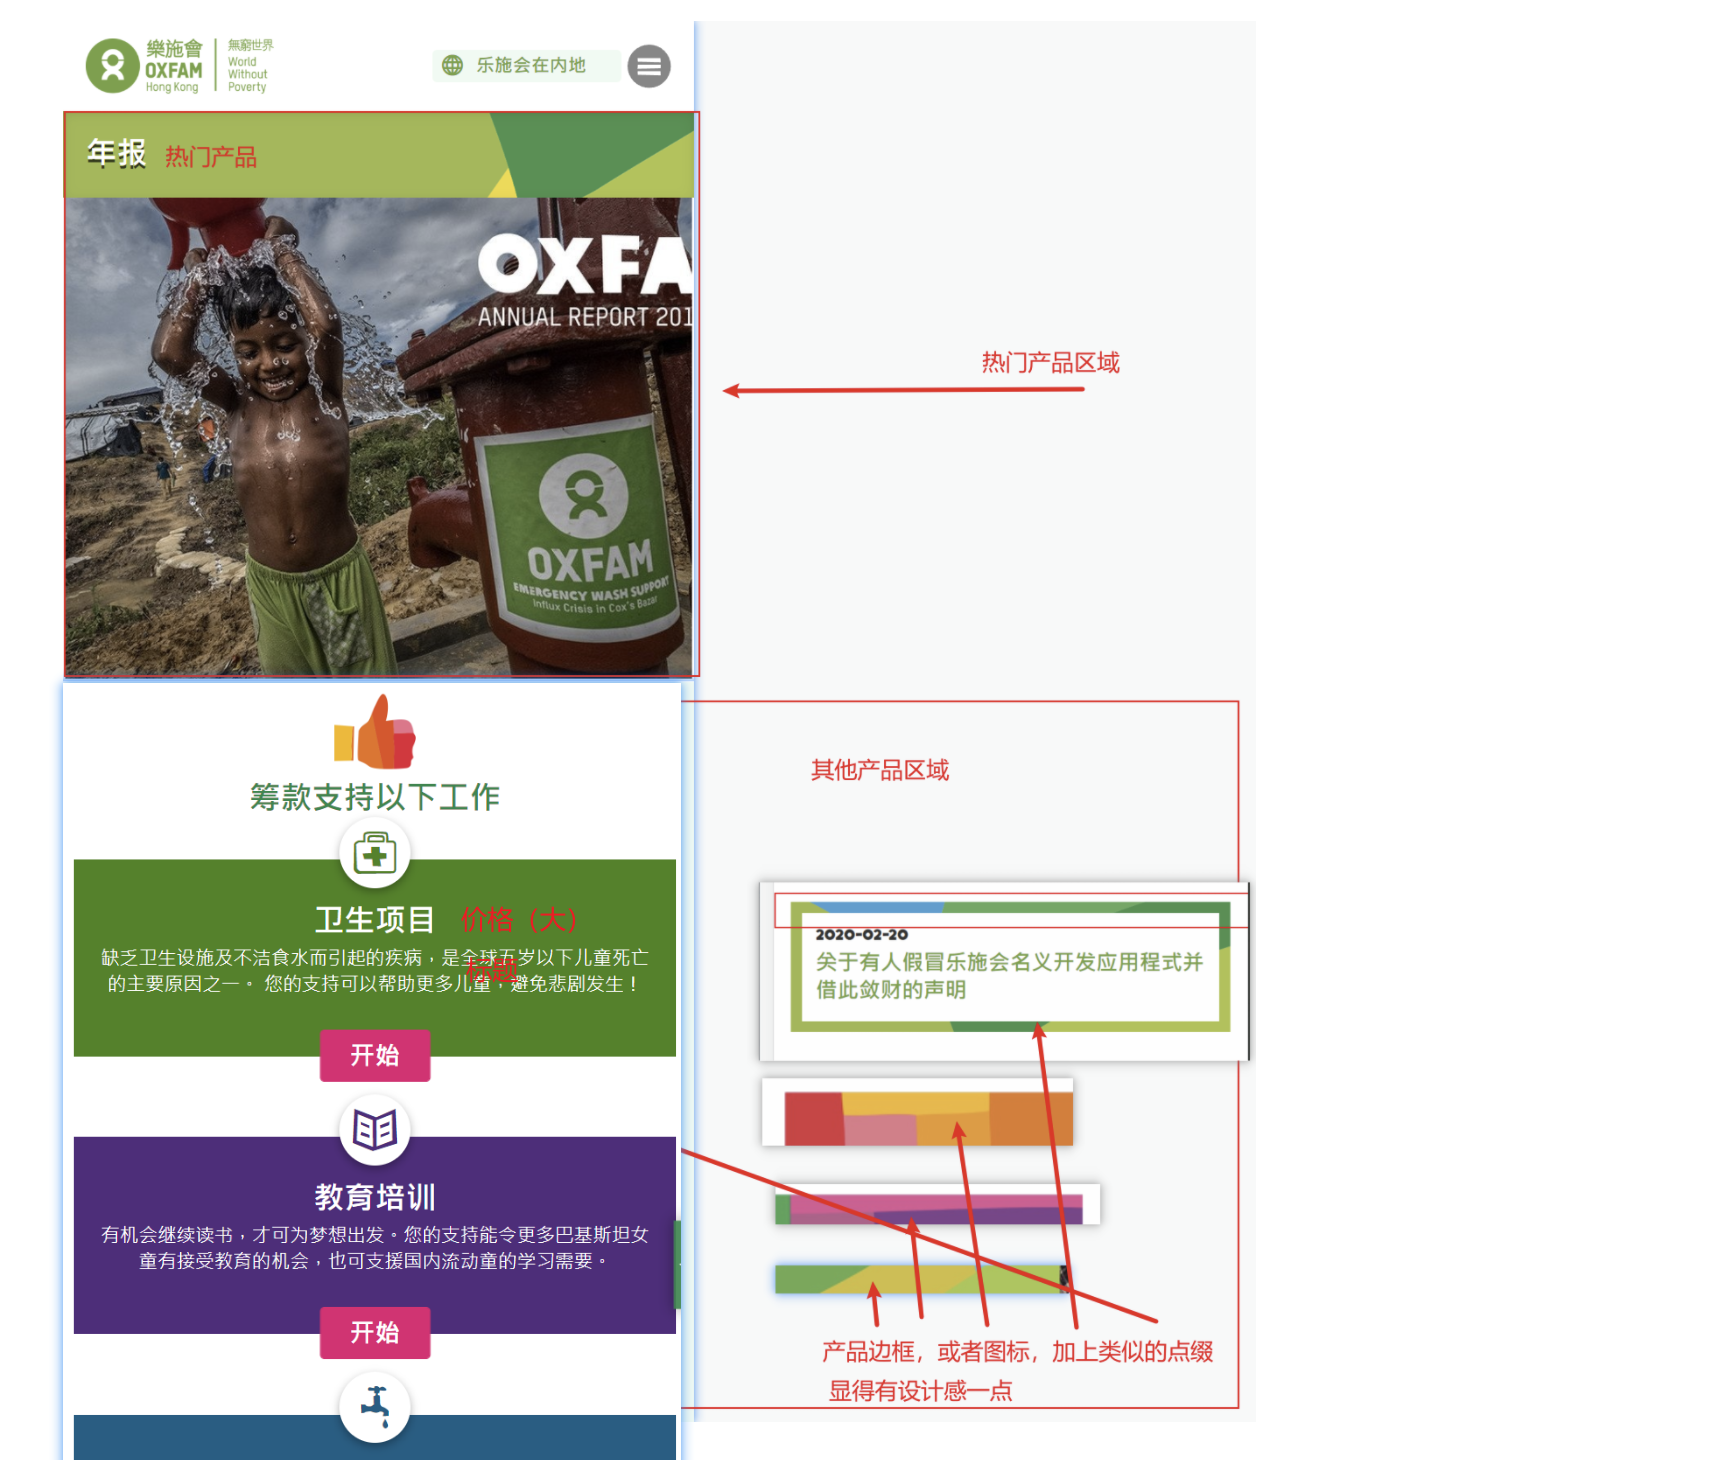 樂施會
OXFAM
Hong Kong
無窮世界
World
Without
Poverty
乐施会在内地
年报 热门产品
OXFA
ANNUAL REPORT 201
OXFAM
EMERGENCY WASH SUPPORT
Influx Crisis in Cox's Bazar
热门产品区域
筹款支持以下工作
卫生项目 价格（大）
标题
缺乏卫生设施及不洁食水而引起的疾病，是全球五岁以下儿童死亡
的主要原因之一。 您的支持可以帮助更多儿童，避免悲剧发生！
开始
教育培训
有机会继续读书，才可为梦想出发。您的支持能令更多巴基斯坦女
童有接受教育的机会，也可支援国内流动童的学习需要。
开始
其他产品区域
2020-02-20
关于有人假冒乐施会名义开发应用程式并
借此敛财的声明
产品边框，或者图标，加上类似的点缀
显得有设计感一点